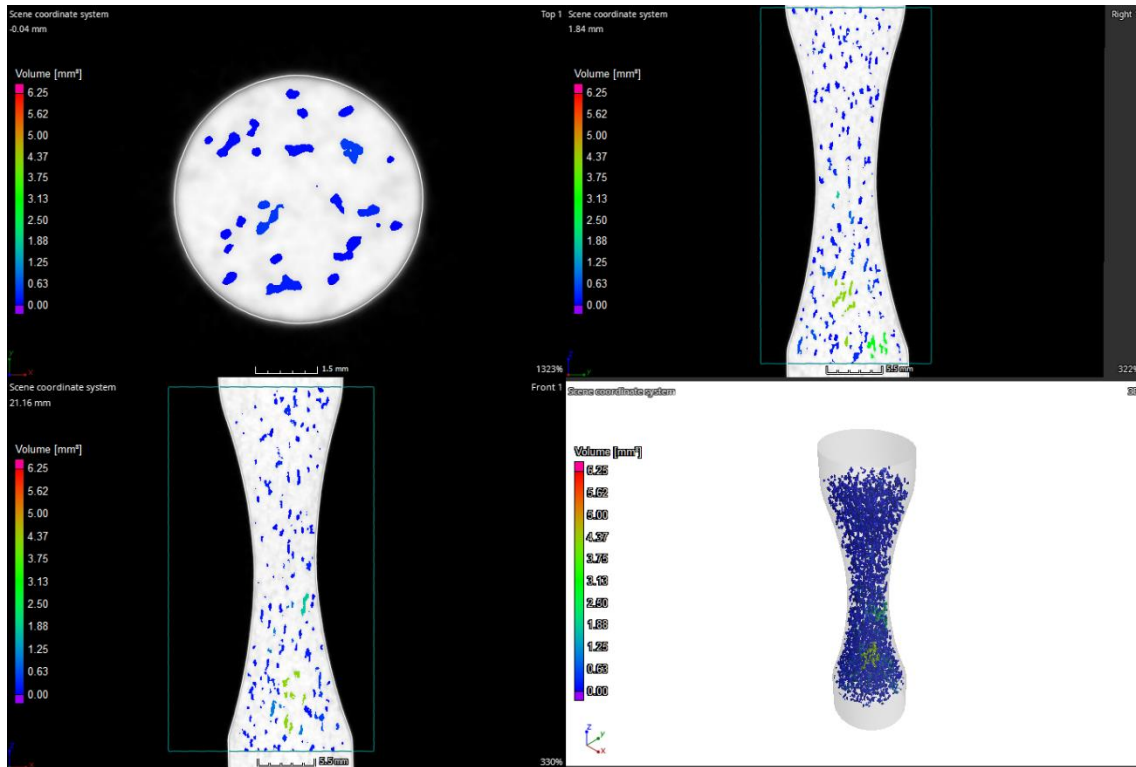 Scene coordinate system
-0.04 mm
Top 1
Volume [mm³]
6.25
5.62
5.00
4.37
3.75
3.13
2.50
1.88
1.25
0.63
0.00
1.5 mm
1323%
Scene coordinate system
1.84 mm
Right
Volume [mm³]
6.25
5.62
5.00
4.37
3.75
3.13
2.50
1.88
1.25
0.63
0.00
5.5 mm
322%
Scene coordinate system
21.16 mm
Front 1
Volume [mm³]
6.25
5.62
5.00
4.37
3.75
3.13
2.50
1.88
1.25
0.63
0.00
5.5 mm
330%
Scene coordinate system
Volume [mm³]
6.25
5.62
5.00
4.37
3.75
3.13
2.50
1.88
1.25
0.63
0.00
z
y
x